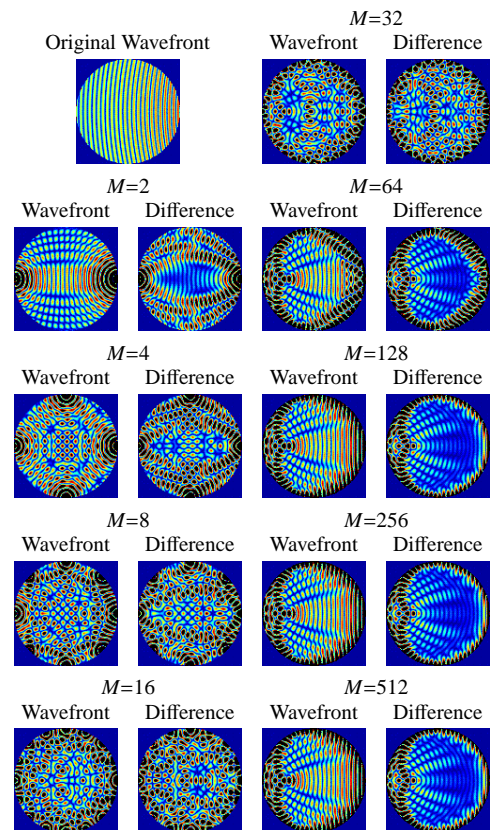 Original Wavefront
M=2
Wavefront Difference
M=4
Wavefront Difference
M=8
Wavefront Difference
M=16
Wavefront Difference
M=32
Wavefront Difference
M=64
Wavefront Difference
M=128
Wavefront Difference
M=256
Wavefront Difference
M=512
Wavefront Difference